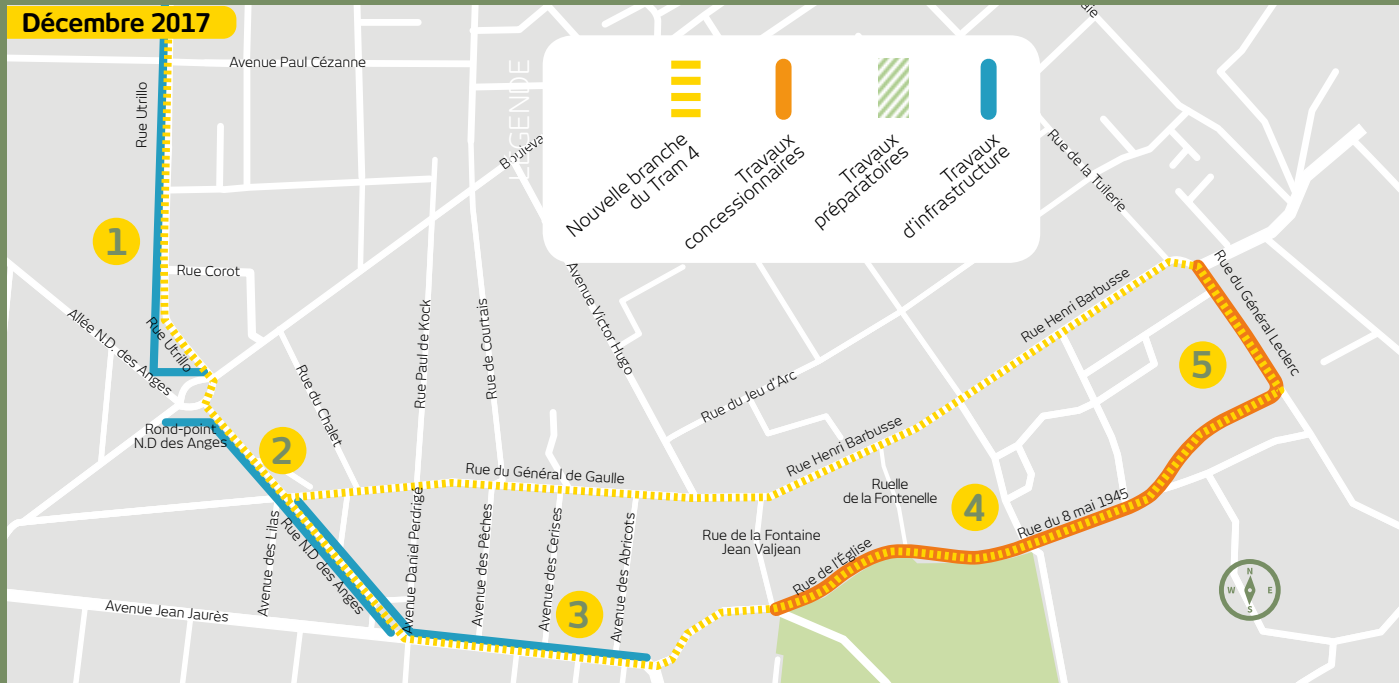 Décembre 2017
LEGENDE
Nouvelle branche
du Tram 4
Travaux
concessionnaires
Travaux
préparatoires
Travaux
d'infrastructure
Avenue Paul Cézanne
Rue Utrillo
Rue de la Tuilerie
1
Rue Corot
Allée N.D. des Anges
Rue Utrillo
Rond-point
N.D des Anges
2
Rue du Chalet
Rue Paul de Kock
Rue de Courtais
Avenue Victor Hugo
Rue du Jeu d'Arc
Rue Henri Barbusse
Rue Henri Barbusse
Rue du Général Leclerc
5
Rue du Général de Gaulle
Ruelle
de la Fontenelle
4
Rue du 8 mai 1945
Rue de la Fontaine
Jean Valjean
Rue de l'Église
Avenue des Lilas
Rue N.D des Anges
Avenue Daniel Perdrigé
Avenue des Pêches
Avenue des Cerises
3
Avenue des Abricots
Avenue Jean Jaurès
N
W
E
S